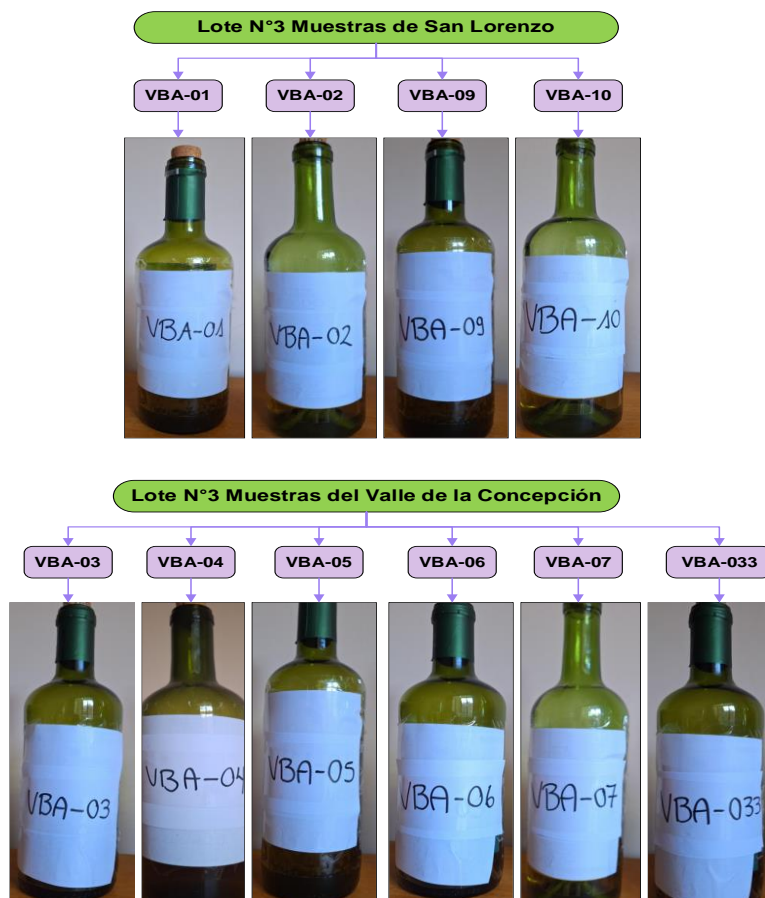 Lote N°3 Muestras de San Lorenzo
VBA-01 VBA-02 VBA-09 VBA-10
VBA-01 VBA-02 VBA-09 VBA-10
Lote N°3 Muestras del Valle de la Concepción
VBA-03 VBA-04 VBA-05 VBA-06 VBA-07 VBA-033
VBA-03 VBA-04 VBA-05 VBA-06 VBA-07 VBA-033